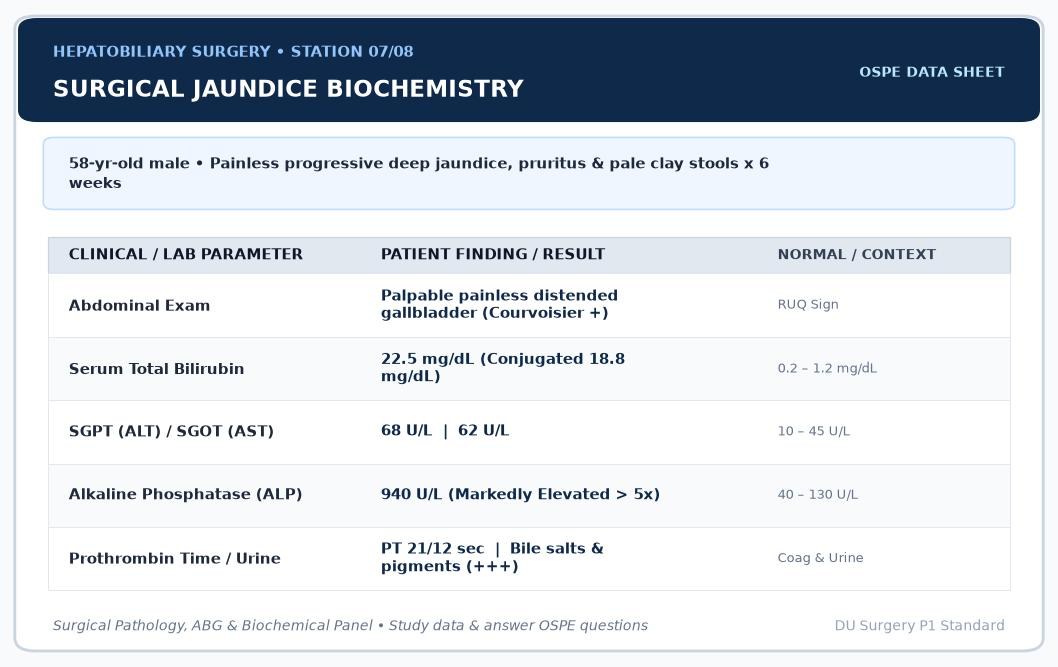 HEPATOBILIARY SURGERY • STATION 07/08
SURGICAL JAUNDICE BIOCHEMISTRY
OSPE DATA SHEET
58-yr-old male • Painless progressive deep jaundice, pruritus & pale clay stools x 6
weeks
CLINICAL / LAB PARAMETER PATIENT FINDING / RESULT NORMAL / CONTEXT
Abdominal Exam
Palpable painless distended
gallbladder (Courvoisier +)
RUQ Sign
Serum Total Bilirubin
22.5 mg/dL (Conjugated 18.8
mg/dL)
0.2 – 1.2 mg/dL
SGPT (ALT) / SGOT (AST) 68 U/L | 62 U/L 10 – 45 U/L
Alkaline Phosphatase (ALP) 940 U/L (Markedly Elevated > 5x) 40 – 130 U/L
Prothrombin Time / Urine
PT 21/12 sec | Bile salts &
pigments (+++)
Coag & Urine
Surgical Pathology, ABG & Biochemical Panel • Study data & answer OSPE questions
DU Surgery P1 Standard